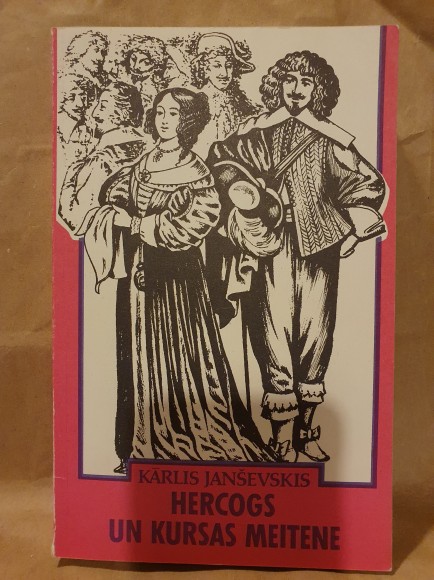 KĀRLIS JANŠEVSKIS
HERCOGS
UN KURSAS MEITENE